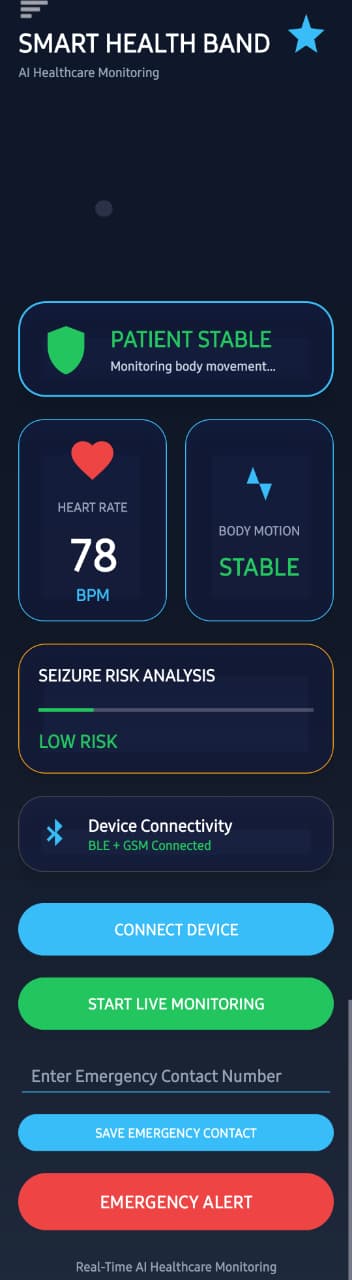 SMART HEALTH BAND
AI Healthcare Monitoring
PATIENT STABLE
Monitoring body movement...
HEART RATE
78
BPM
BODY MOTION
STABLE
SEIZURE RISK ANALYSIS
LOW RISK
Device Connectivity
BLE + GSM Connected
CONNECT DEVICE
START LIVE MONITORING
Enter Emergency Contact Number
SAVE EMERGENCY CONTACT
EMERGENCY ALERT
Real-Time AI Healthcare Monitoring